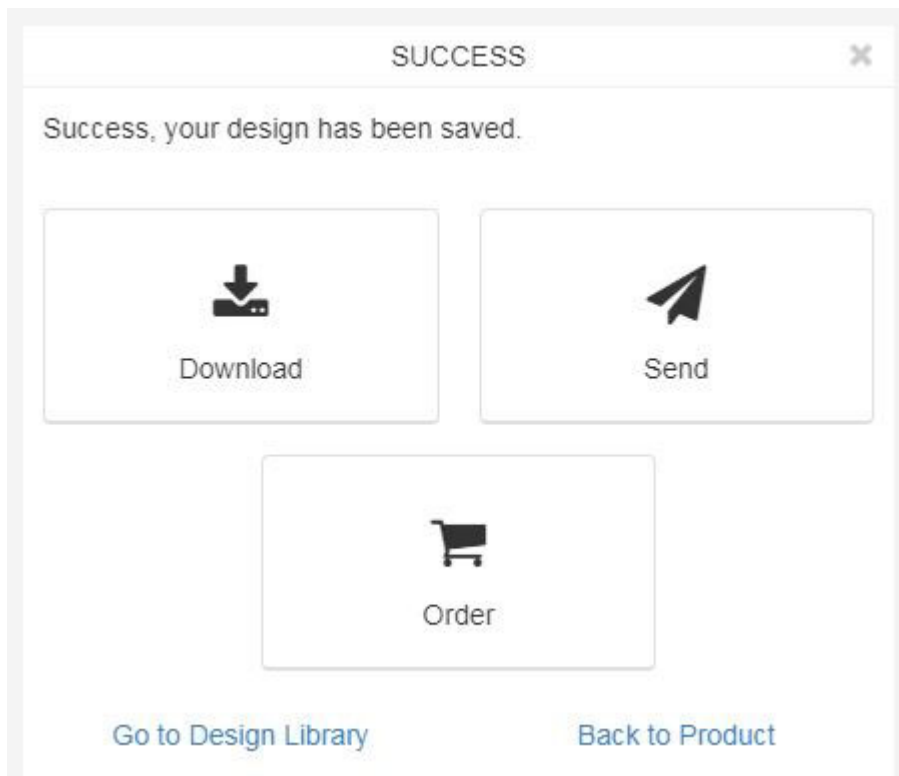 SUCCESS
Success, your design has been saved.
Download
Send
Order
Go to Design Library
Back to Product